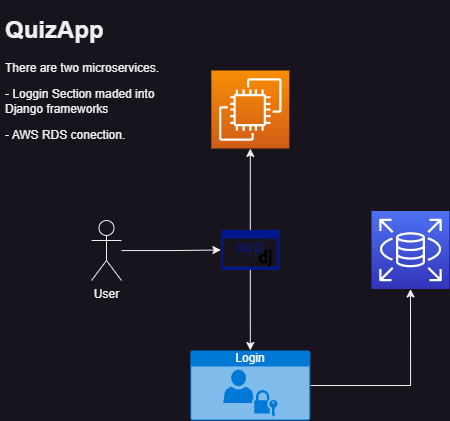 QuizApp
There are two microservices.
- Loggin Section maded into
Django frameworks
- AWS RDS conection.
app
dj
User
Login